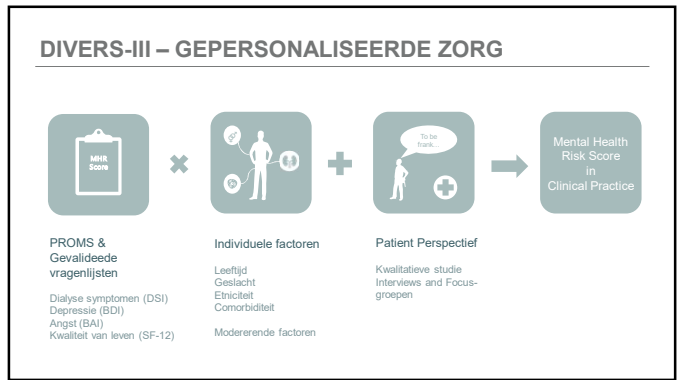 DIVERS-III – GEPERSONALISEERDE ZORG
MHR
Score
To be
frank...
Mental Health
Risk Score
in
Clinical Practice
PROMS &
Gevalideede
vragenlijsten
Dialyse symptomen (DSI)
Depressie (BDI)
Angst (BAI)
Kwaliteit van leven (SF-12)
Individuele factoren
Leeftijd
Geslacht
Etniciteit
Comorbiditeit
Modererende factoren
Patient Perspectief
Kwalitatieve studie
Interviews and Focus-
groepen